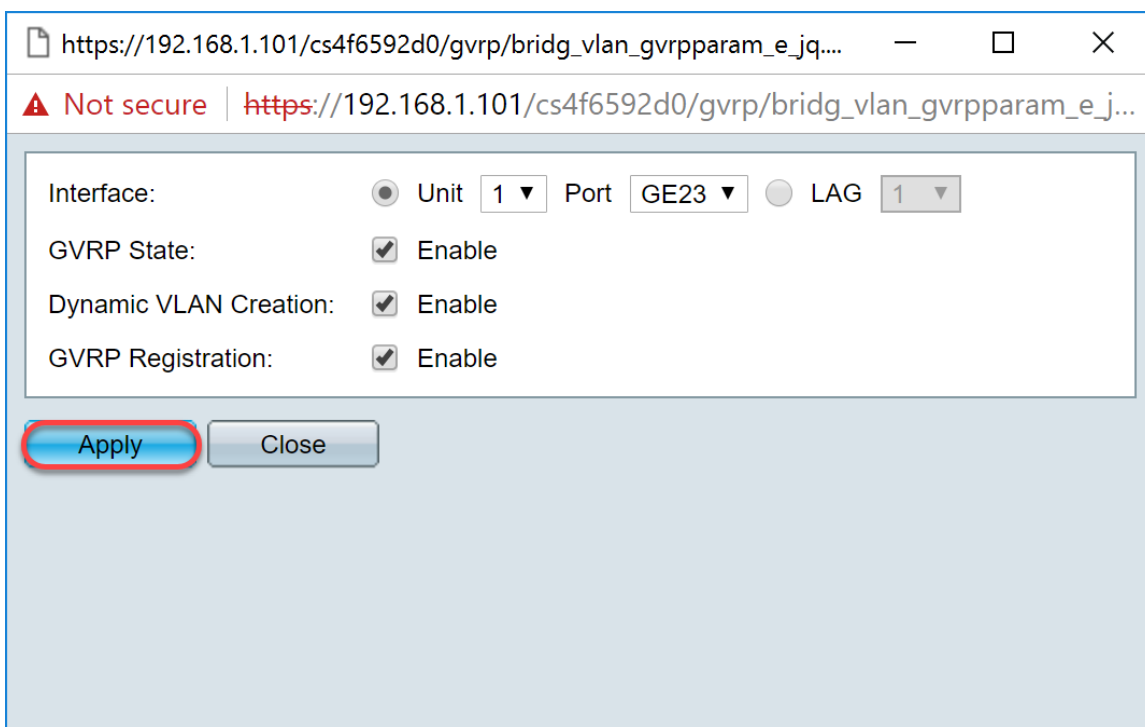 https://192.168.1.101/cs4f6592d0/gvrp/bridg_vlan_gvrpparam_e_jq....
Not secure https://192.168.1.101/cs4f6592d0/gvrp/bridg_vlan_gvrpparam_e_j...
Interface: Unit 1 Port GE23 LAG 1
GVRP State: Enable
Dynamic VLAN Creation: Enable
GVRP Registration: Enable
Apply Close